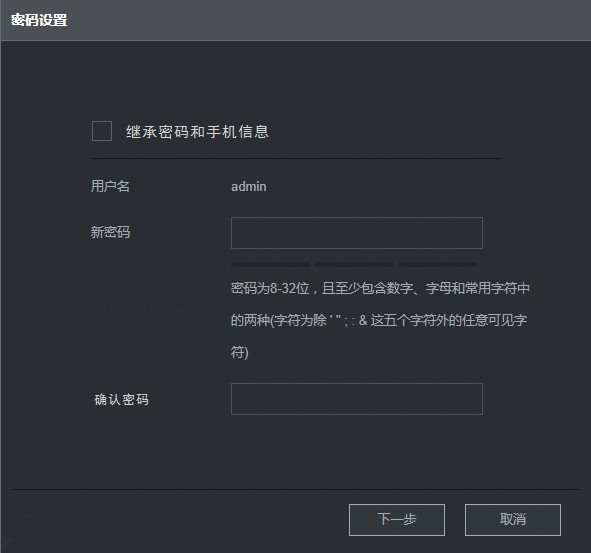 密码设置
继承密码和手机信息
用户名 admin
新密码
密码为8-32位，且至少包含数字、字母和常用字符中
的两种(字符为除 ' " ; : & 这五个字符外的任意可见字
符)
确认密码
下一步 取消